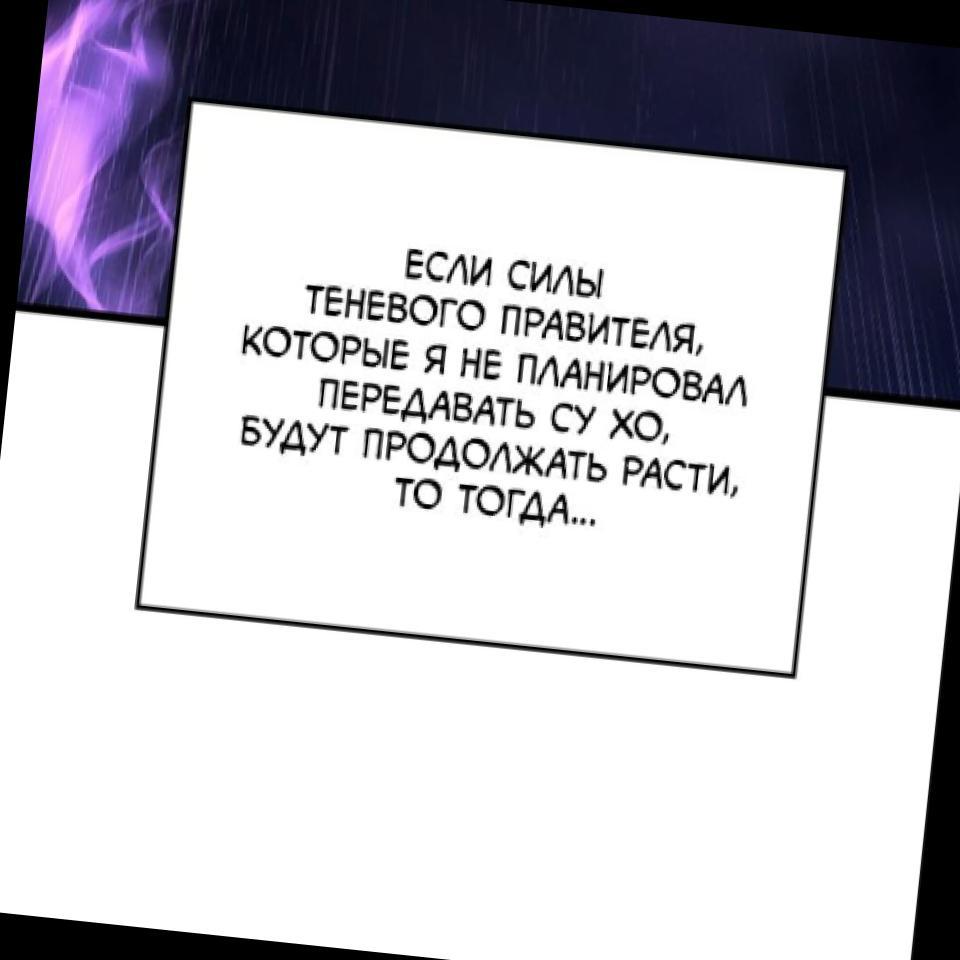 ЕСЛИ СИЛЫ
ТЕНЕВОГО ПРАВИТЕЛЯ,
КОТОРЫЕ Я НЕ ПЛАНИРОВАЛ
ПЕРЕДАВАТЬ СУ ХО,
БУДУТ ПРОДОЛЖАТЬ РАСТИ,
ТО ТОГДА...